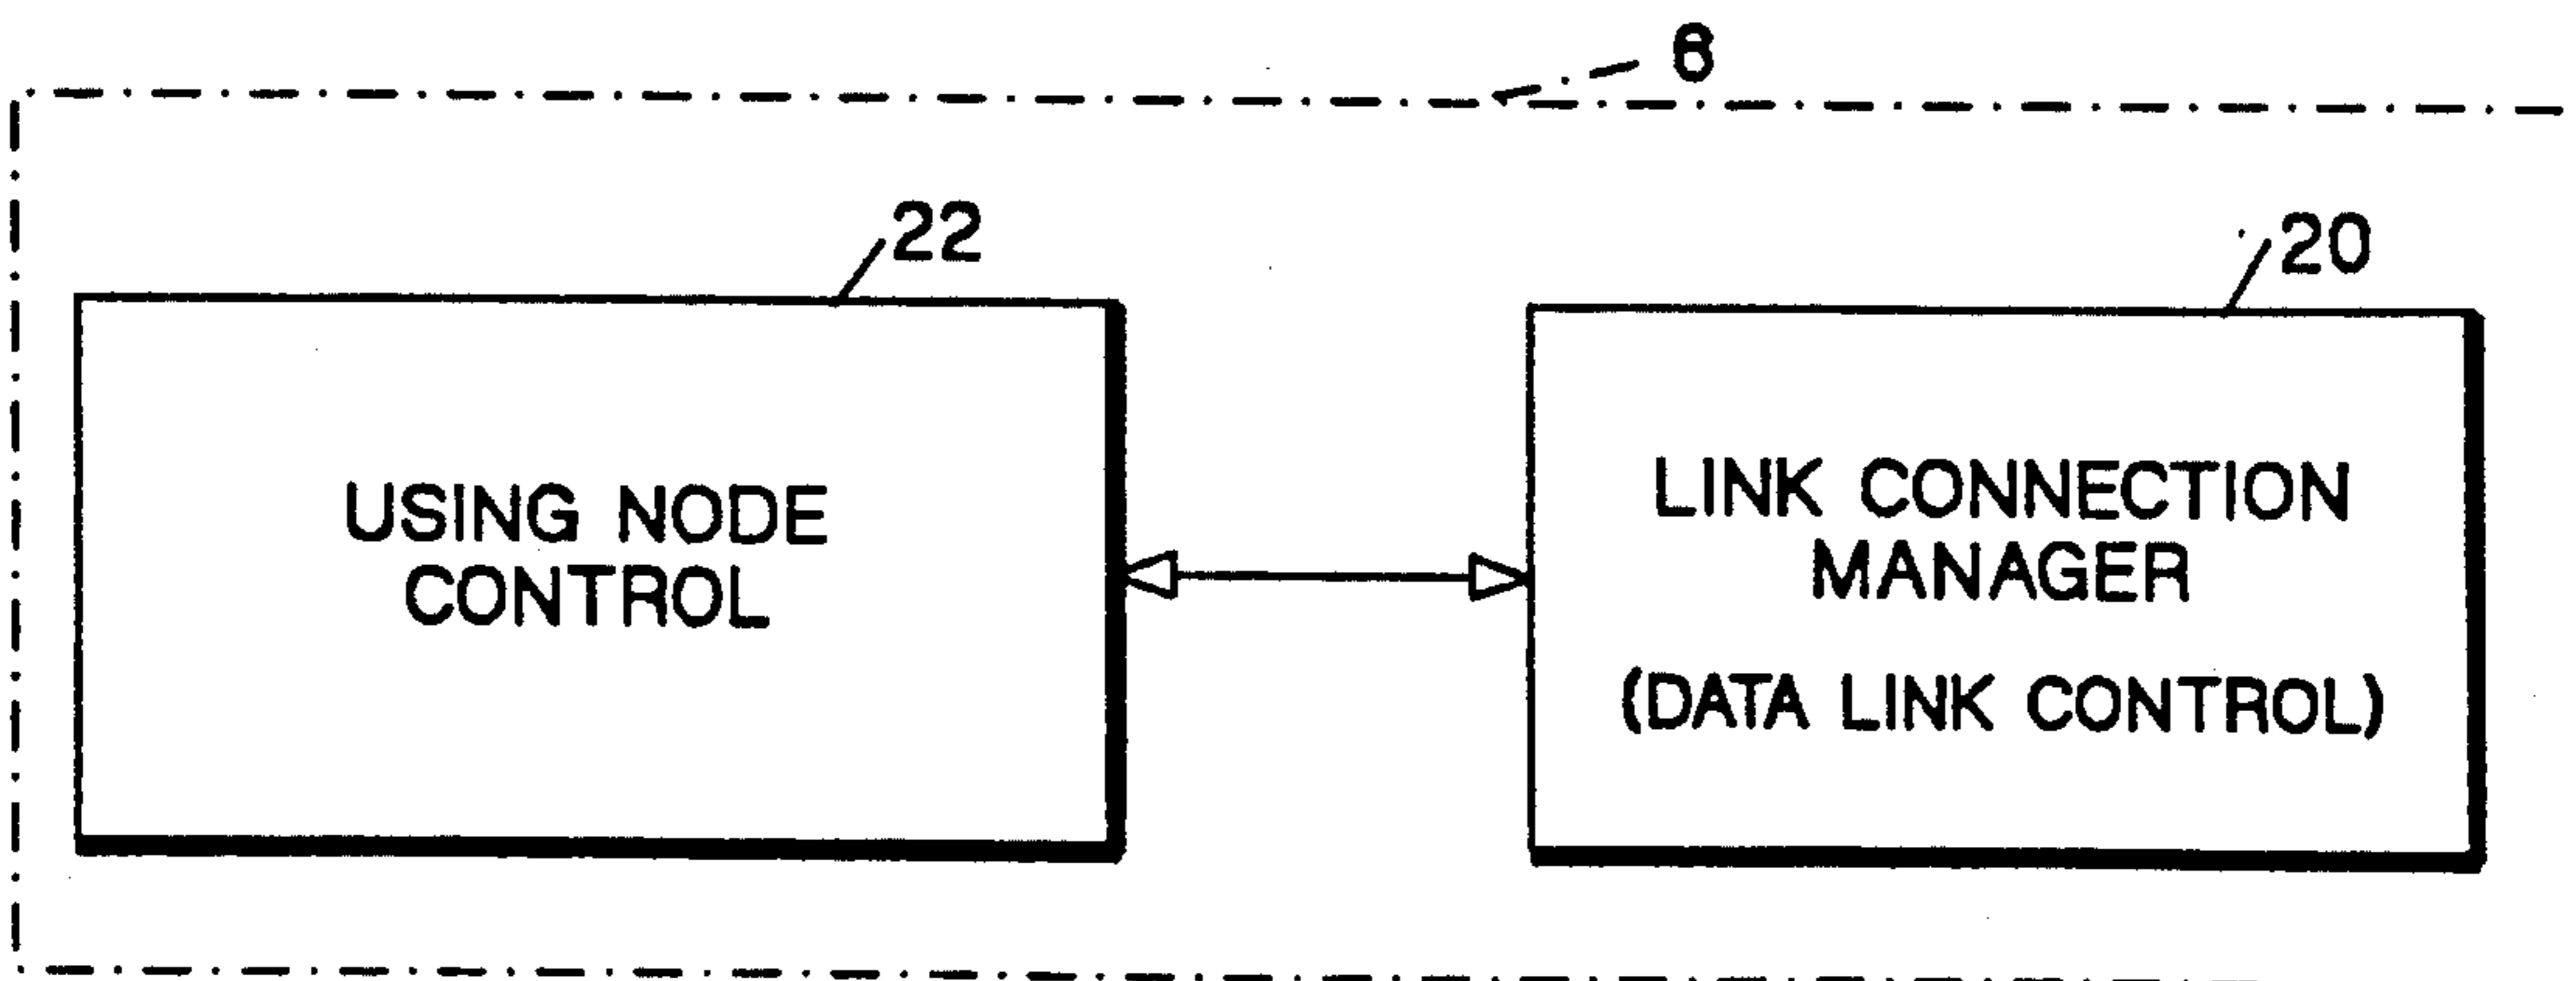 6
22
20
USING NODE
CONTROL
LINK CONNECTION
MANAGER
(DATA LINK CONTROL)